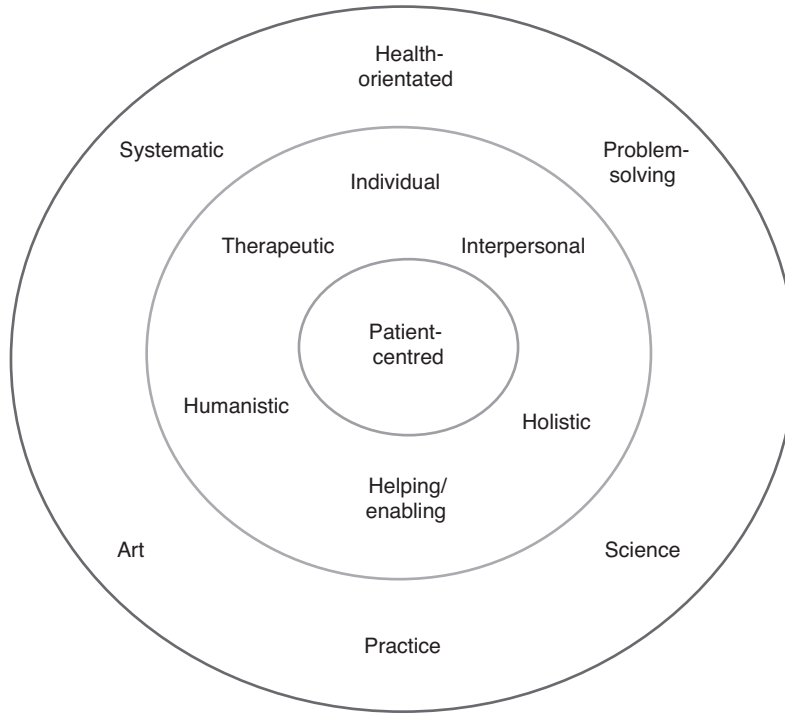 Health-
orientated
Systematic
Problem-
solving
Individual
Therapeutic
Interpersonal
Patient-
centred
Humanistic
Holistic
Helping/
enabling
Art
Science
Practice